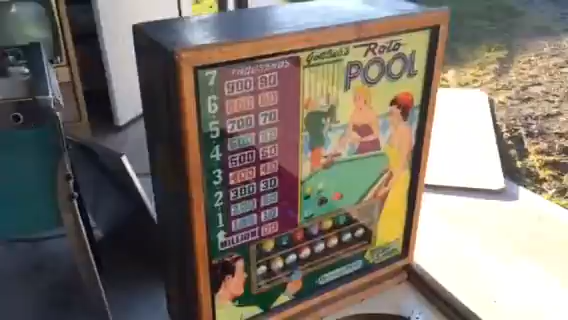 Gottlieb's Roto
POOL
THOUSANDS
7 900 90
6 800 80
5 700 70
4 600 60
3 500 50
400 40
2 300 30
1 200 20
100 10
MILLION